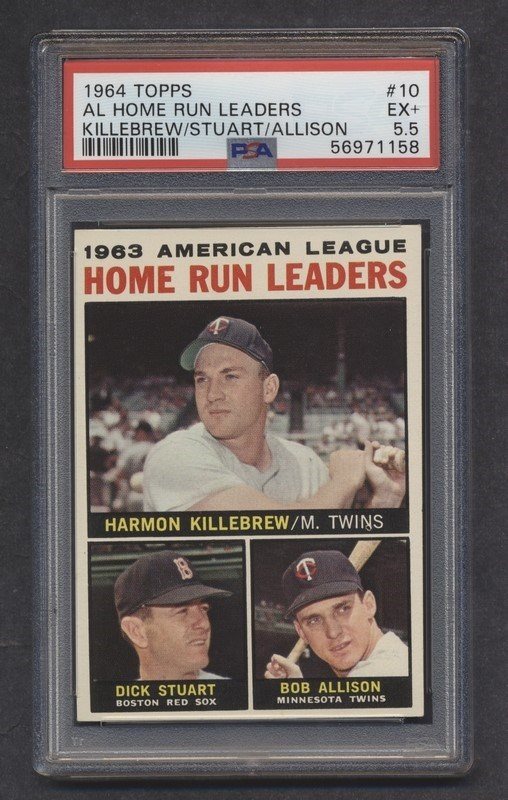 1964 TOPPS #10
AL HOME RUN LEADERS EX+
KILLEBREW/STUART/ALLISON 5.5
PSA 56971158
1963 AMERICAN LEAGUE
HOME RUN LEADERS
HARMON KILLEBREW/M. TWINS
B
TC
DICK STUART
BOSTON RED SOX
BOB ALLISON
MINNESOTA TWINS